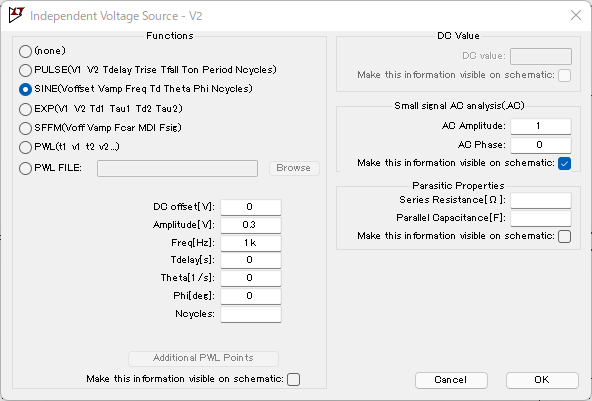 Independent Voltage Source - V2
Functions
(none)
PULSE(V1 V2 Tdelay Trise Tfall Ton Period Ncycles)
SINE(Voffset Vamp Freq Td Theta Phi Ncycles)
EXP(V1 V2 Td1 Tau1 Td2 Tau2)
SFFM(Voff Vamp Fcar MDI Fsig)
PWL(t1 v1 t2 v2...)
PWL FILE:
Browse
DC offset[V]: 0
Amplitude[V]: 0.3
Freq[Hz]: 1k
Tdelay[s]: 0
Theta[1/s]: 0
Phi[deg]: 0
Ncycles:
Additional PWL Points
Make this information visible on schematic:
DC Value
DC value:
Make this information visible on schematic:
Small signal AC analysis(.AC)
AC Amplitude: 1
AC Phase: 0
Make this information visible on schematic:
Parasitic Properties
Series Resistance[Ω]:
Parallel Capacitance[F]:
Make this information visible on schematic:
Cancel
OK